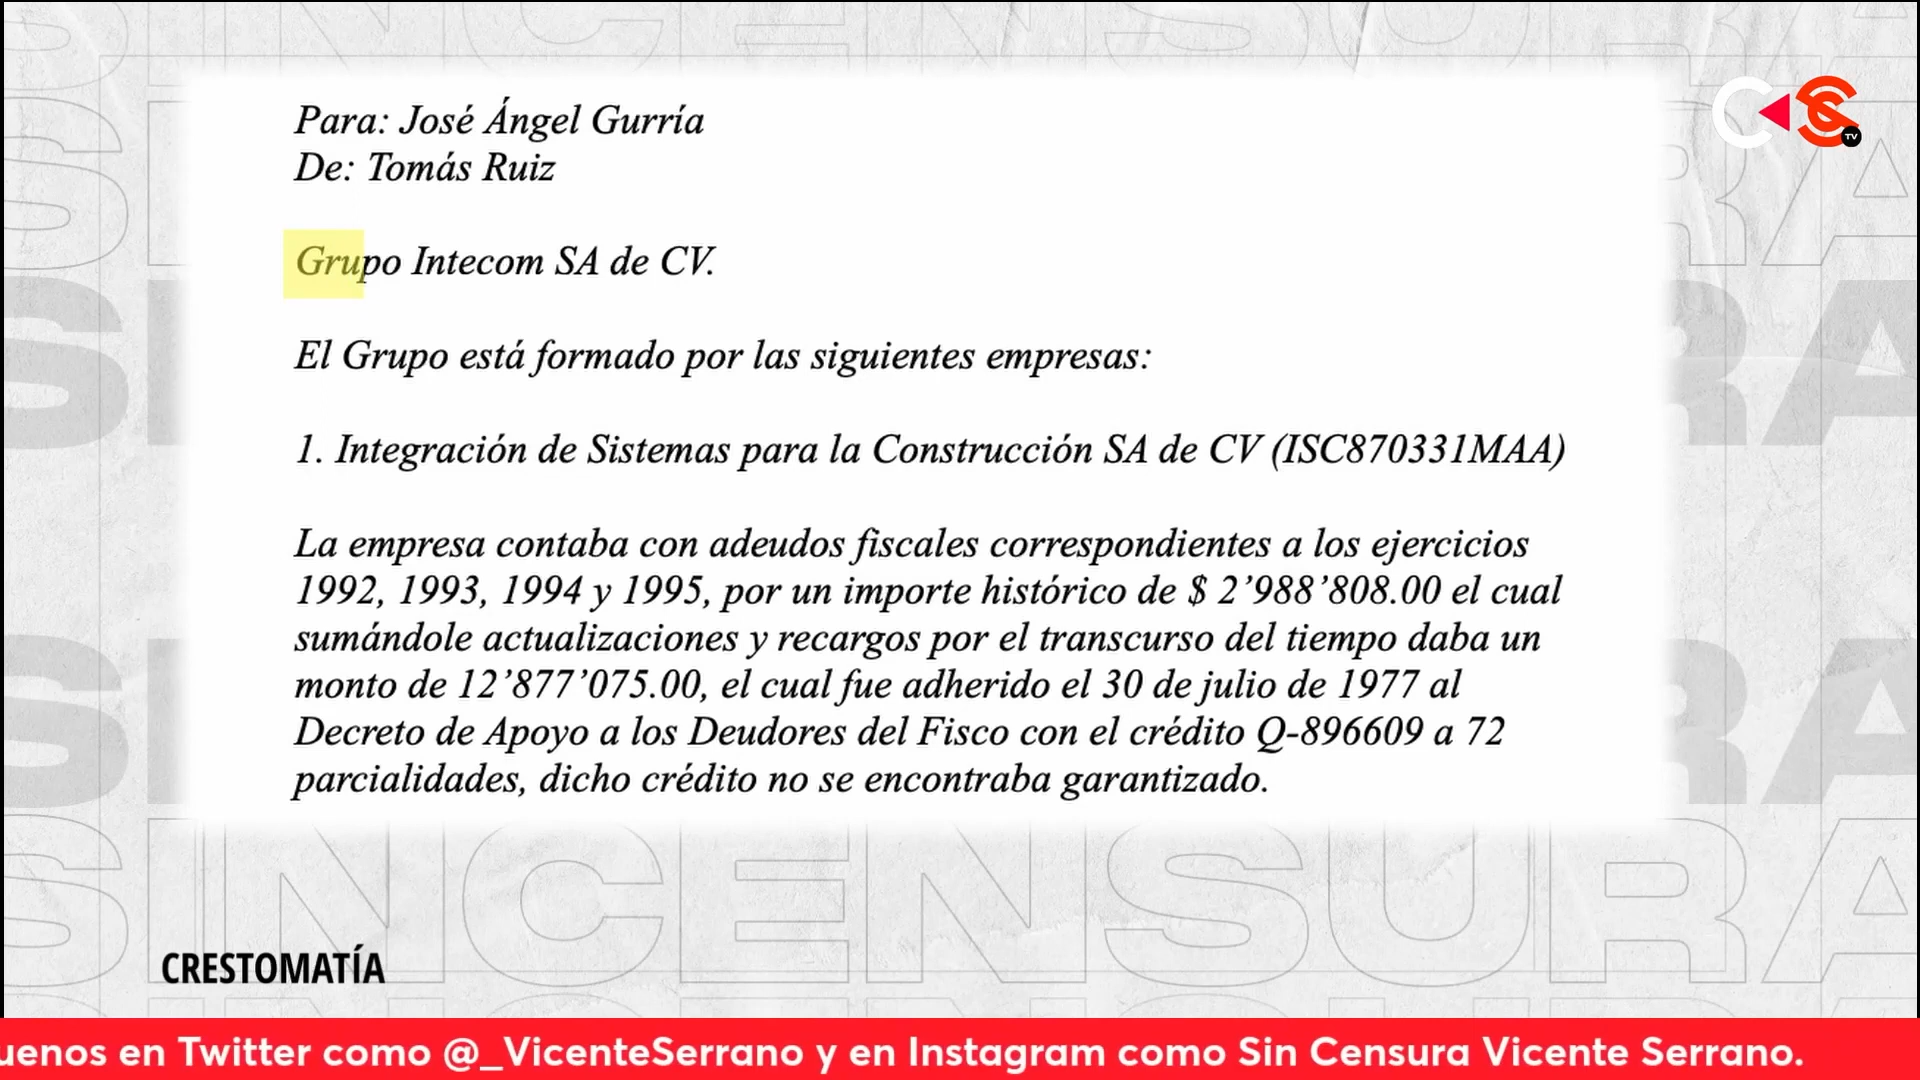 Para: José Ángel Gurría
De: Tomás Ruiz
Grupo Intecom SA de CV.
El Grupo está formado por las siguientes empresas:
1. Integración de Sistemas para la Construcción SA de CV (ISC870331MAA)
La empresa contaba con adeudos fiscales correspondientes a los ejercicios
1992, 1993, 1994 y 1995, por un importe histórico de $ 2’988’808.00 el cual
sumándole actualizaciones y recargos por el transcurso del tiempo daba un
monto de 12’877’075.00, el cual fue adherido el 30 de julio de 1977 al
Decreto de Apoyo a los Deudores del Fisco con el crédito Q-896609 a 72
parcialidades, dicho crédito no se encontraba garantizado.
TV
SINCENSURA
CRESTOMATÍA
uenos en Twitter como @_VicenteSerrano y en Instagram como Sin Censura Vicente Serrano.